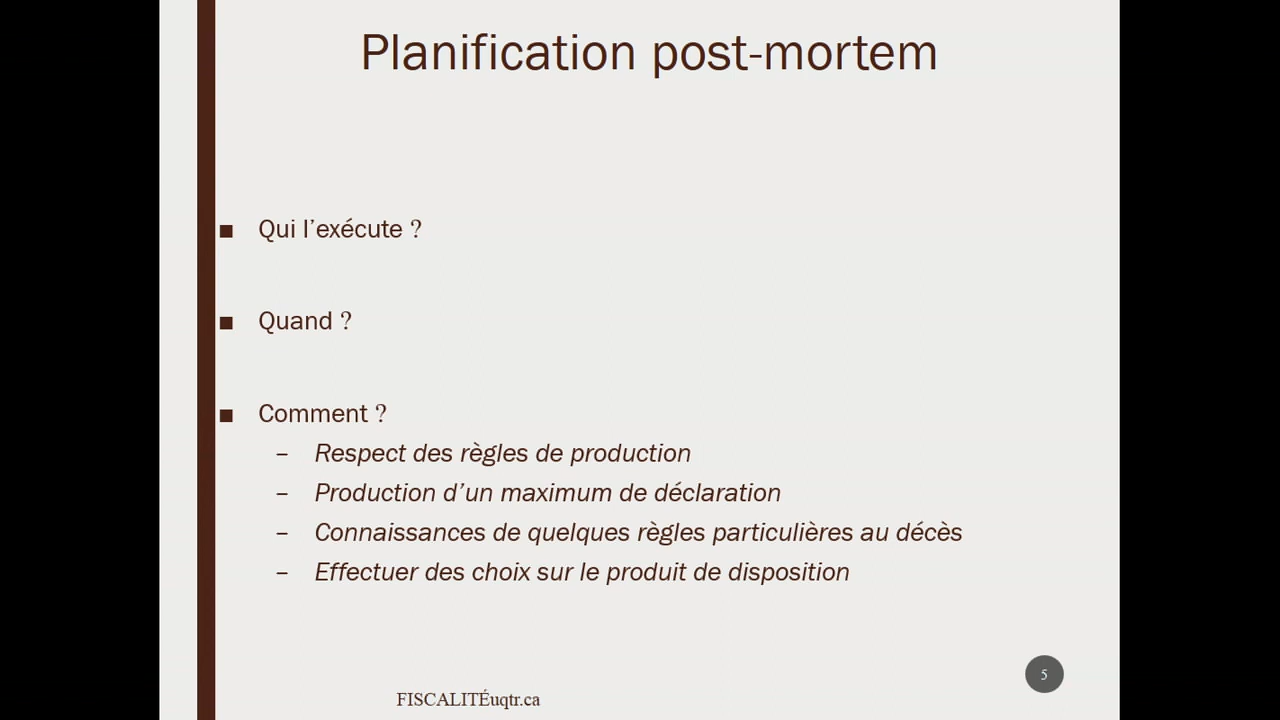 Planification post-mortem
■ Qui l’exécute ?
■ Quand ?
■ Comment ?
– Respect des règles de production
– Production d’un maximum de déclaration
– Connaissances de quelques règles particulières au décès
– Effectuer des choix sur le produit de disposition
5
FISCALITÉuqtr.ca